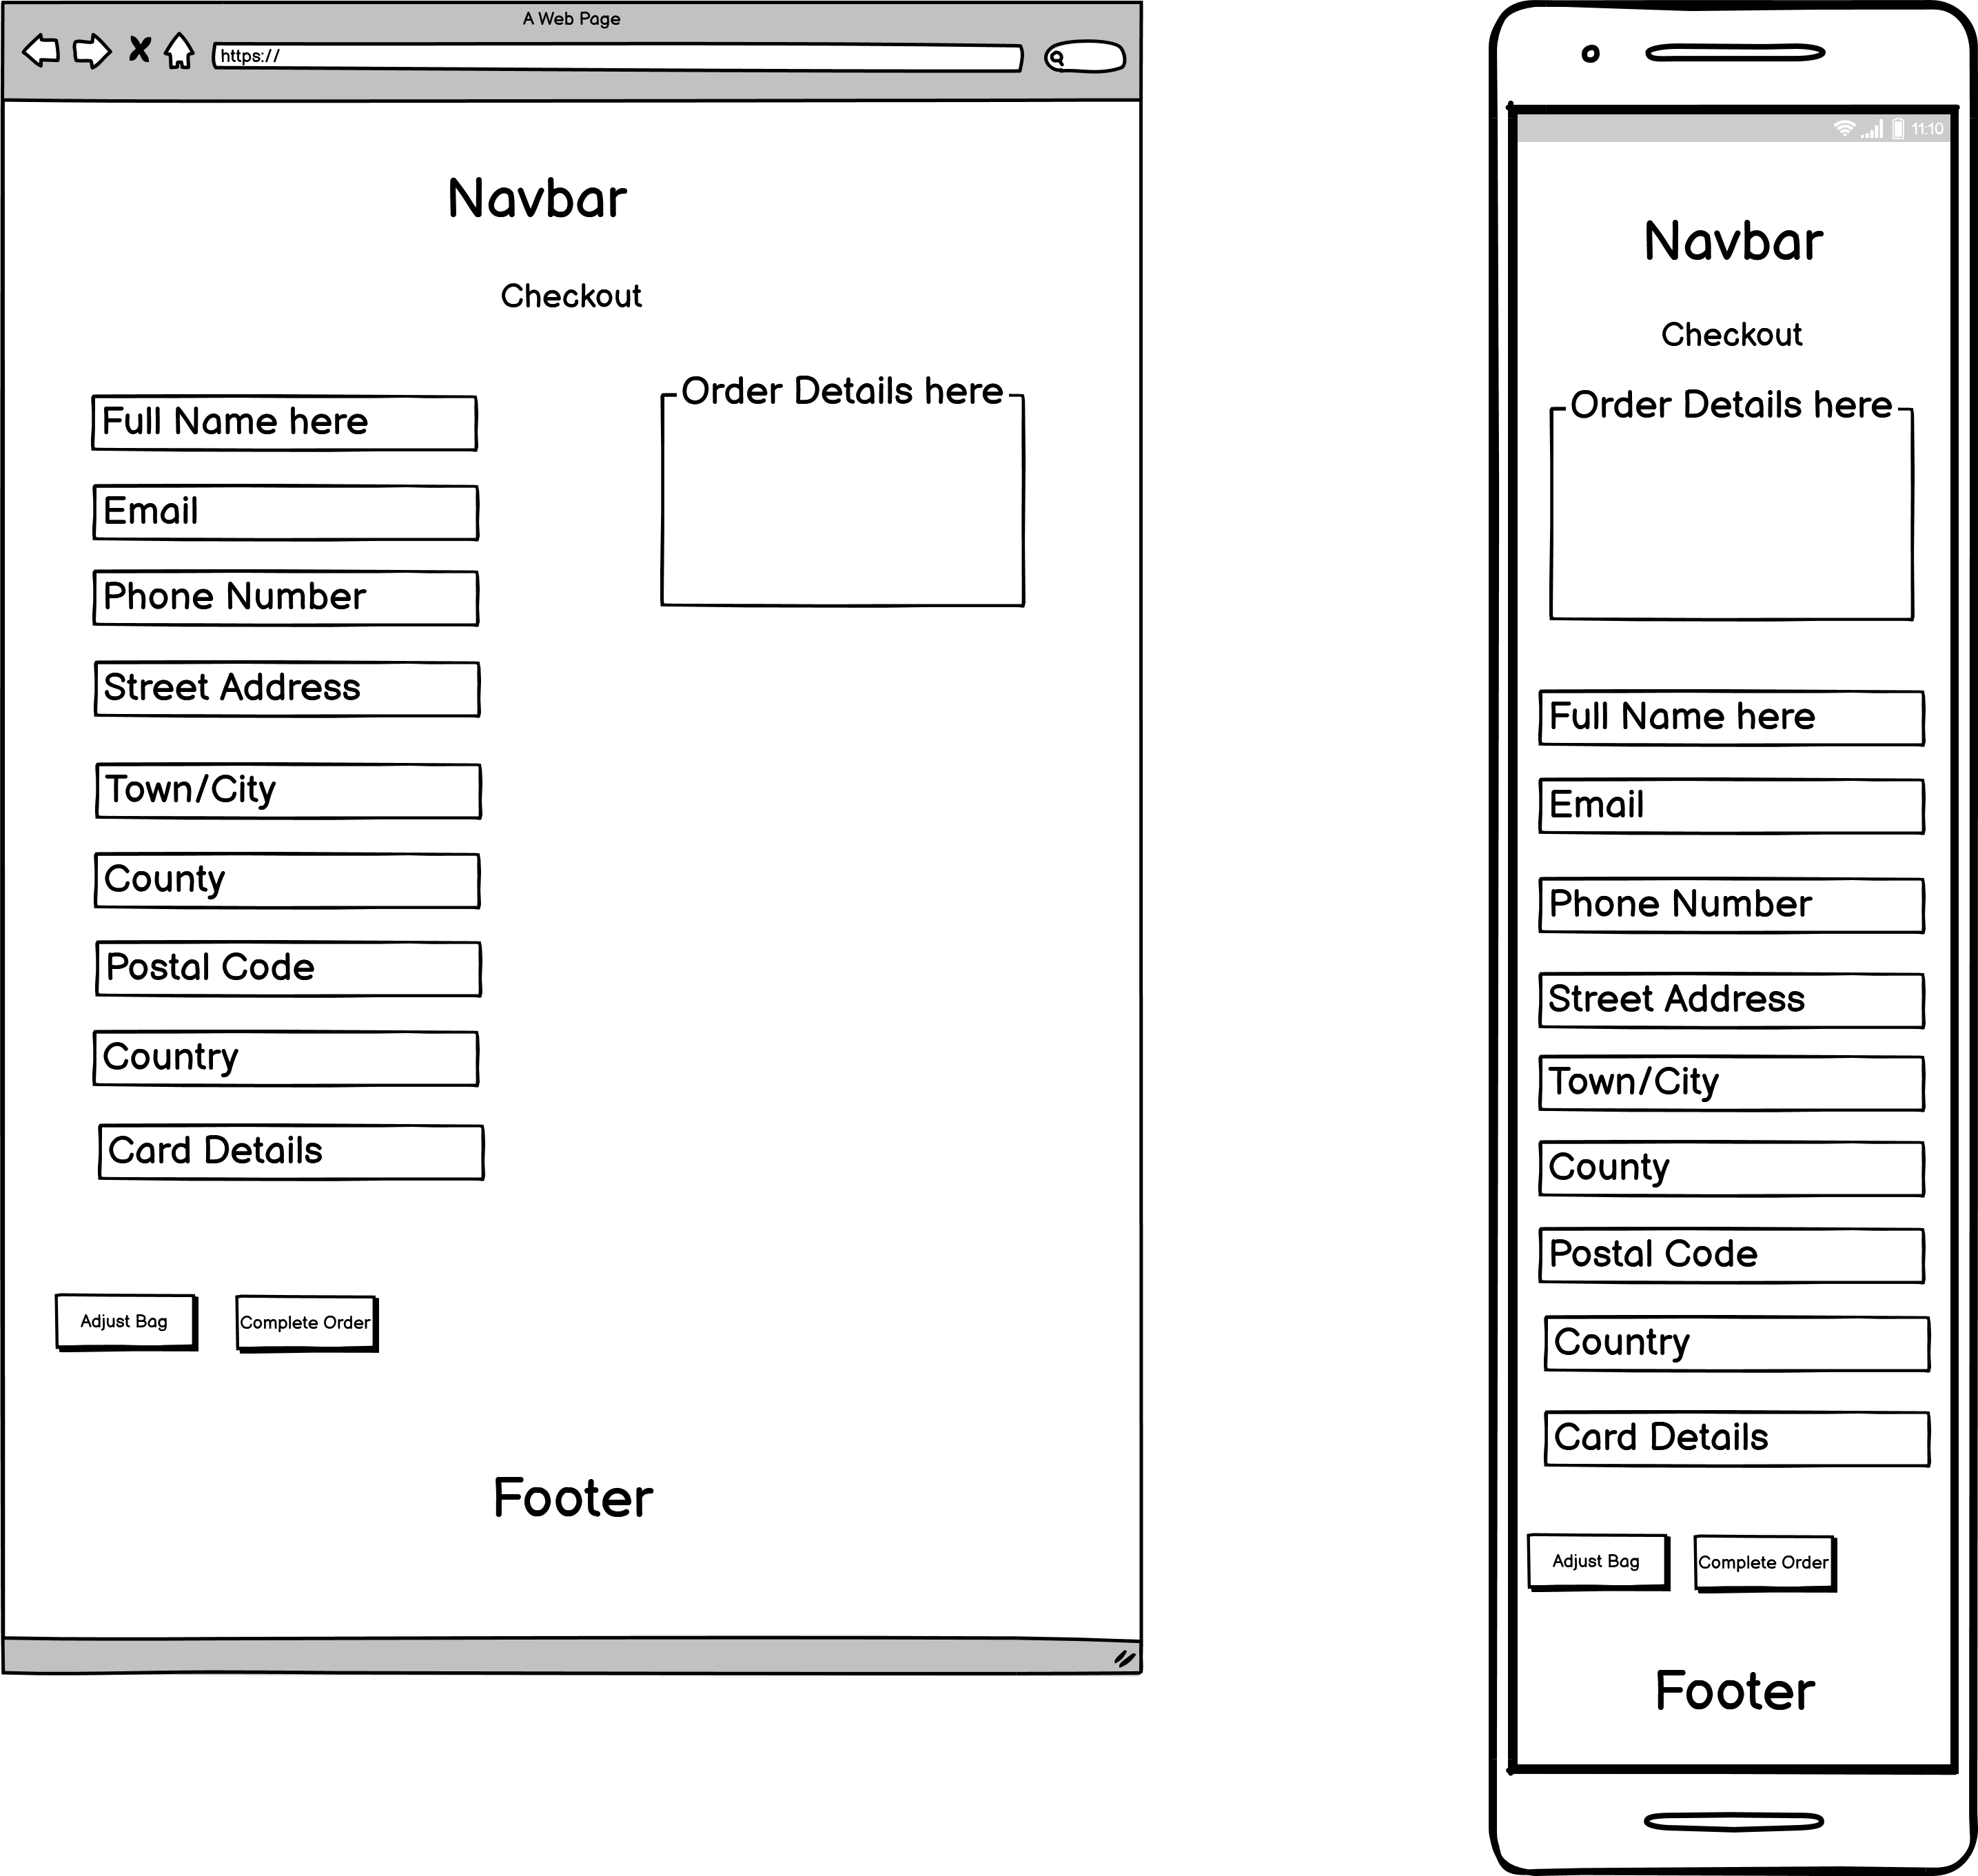 A Web Page
https://
Navbar
Checkout
Order Details here
Full Name here
Email
Phone Number
Street Address
Town/City
County
Postal Code
Country
Card Details
Adjust Bag
Complete Order
Footer
11:10
Navbar
Checkout
Order Details here
Full Name here
Email
Phone Number
Street Address
Town/City
County
Postal Code
Country
Card Details
Adjust Bag
Complete Order
Footer